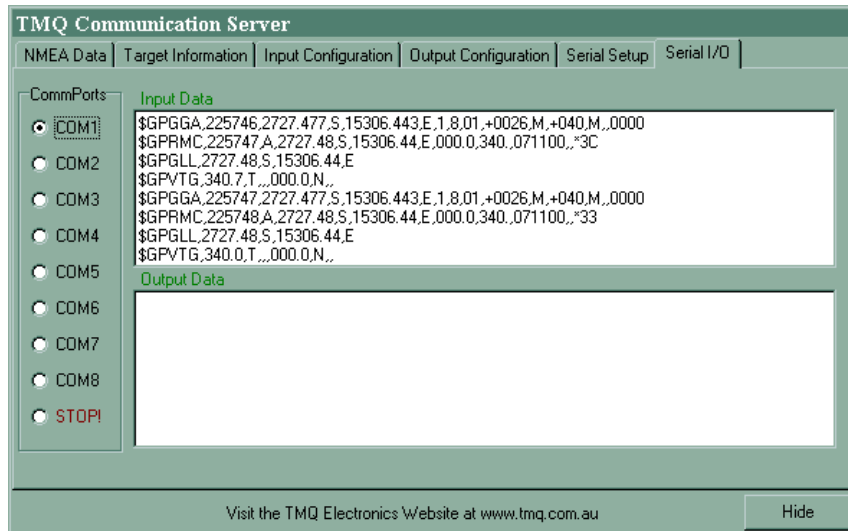 TMQ Communication Server
NMEA Data Target Information Input Configuration Output Configuration Serial Setup Serial I/O
CommPorts
COM1
COM2
COM3
COM4
COM5
COM6
COM7
COM8
STOP!
Input Data
$GPGGA,225746,2727.477,S,15306.443,E,1,8,01,+0026,M,+040,M,,0000
$GPRMC,225747,A,2727.48,S,15306.44,E,000.0,340.,071100,,*3C
$GPGLL,2727.48,S,15306.44,E
$GPVTG,340.7,T,,,000.0,N,,
$GPGGA,225747,2727.477,S,15306.443,E,1,8,01,+0026,M,+040,M,,0000
$GPRMC,225748,A,2727.48,S,15306.44,E,000.0,340.,071100,,*33
$GPGLL,2727.48,S,15306.44,E
$GPVTG,340.0,T,,,000.0,N,,
Output Data
Visit the TMQ Electronics Website at www.tmq.com.au
Hide